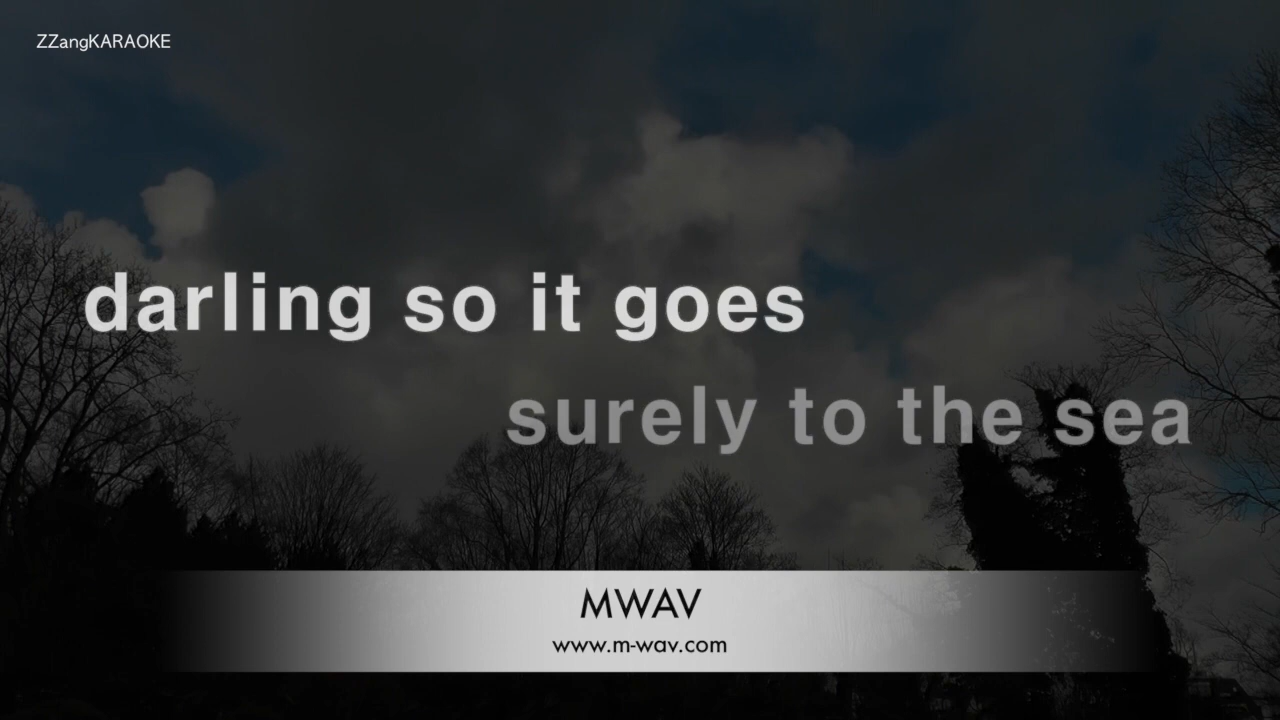 ZZangKARAOKE
darling so it goes
surely to the sea
MWAV
www.m-wav.com